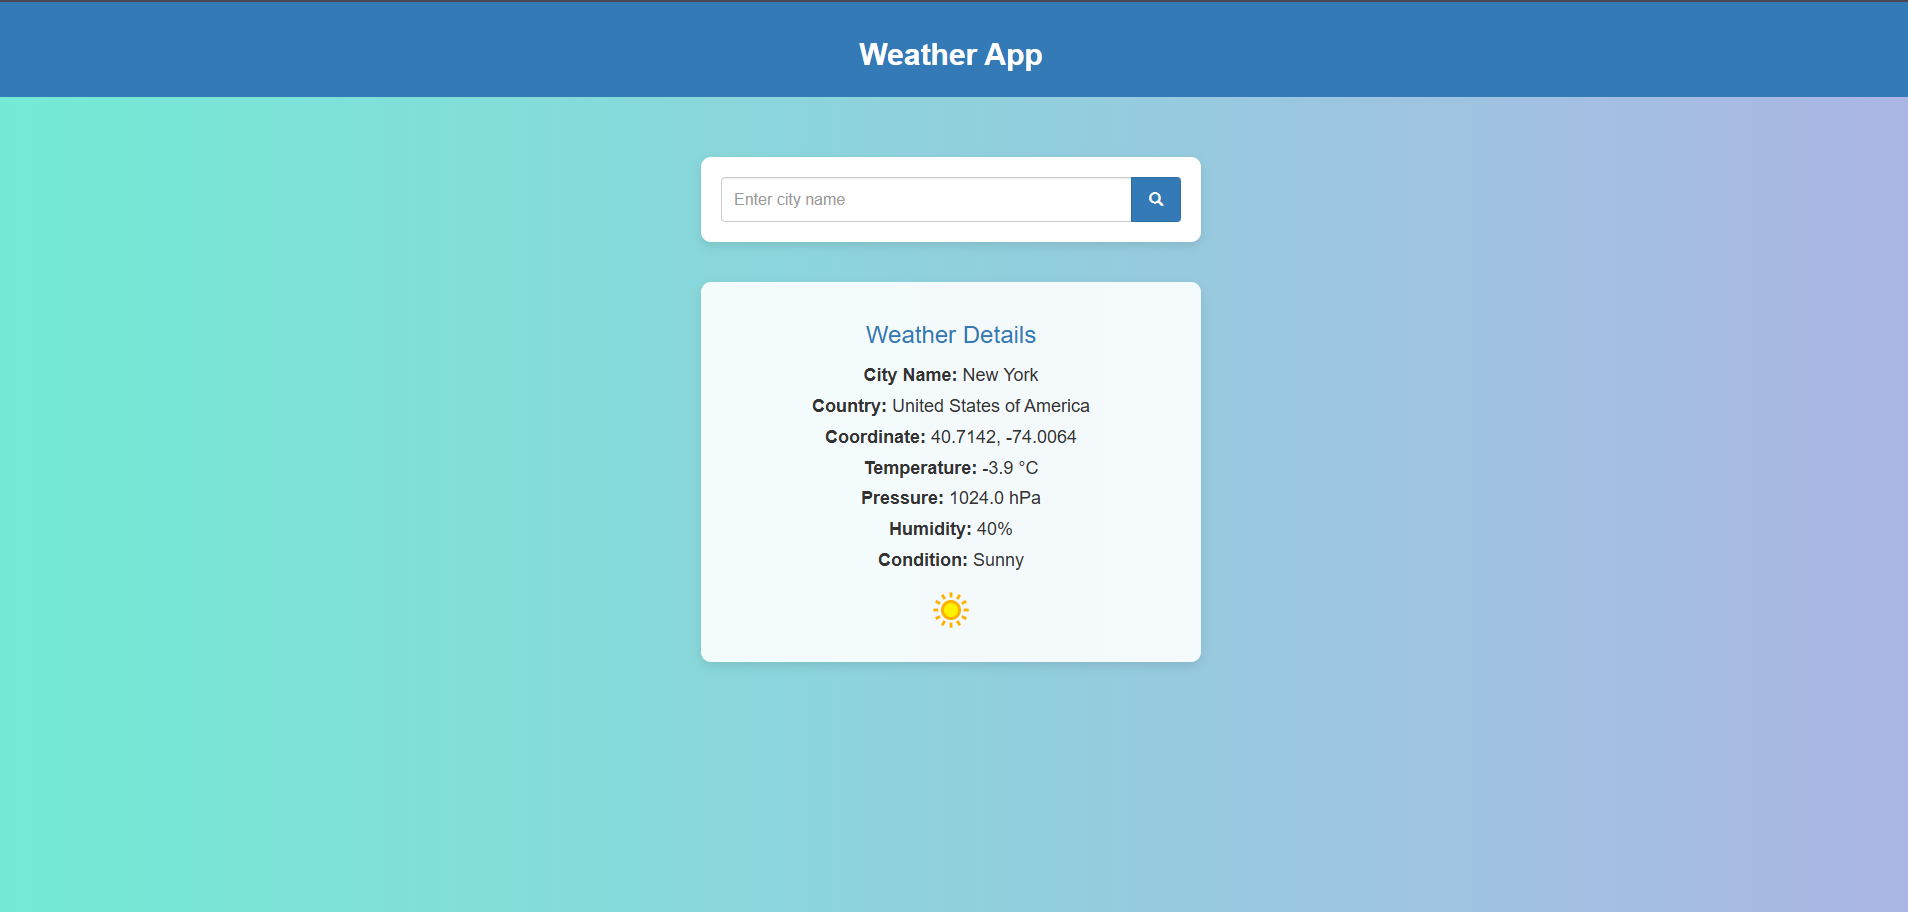 Weather App
Enter city name
Weather Details
City Name: New York
Country: United States of America
Coordinate: 40.7142, -74.0064
Temperature: -3.9 °C
Pressure: 1024.0 hPa
Humidity: 40%
Condition: Sunny